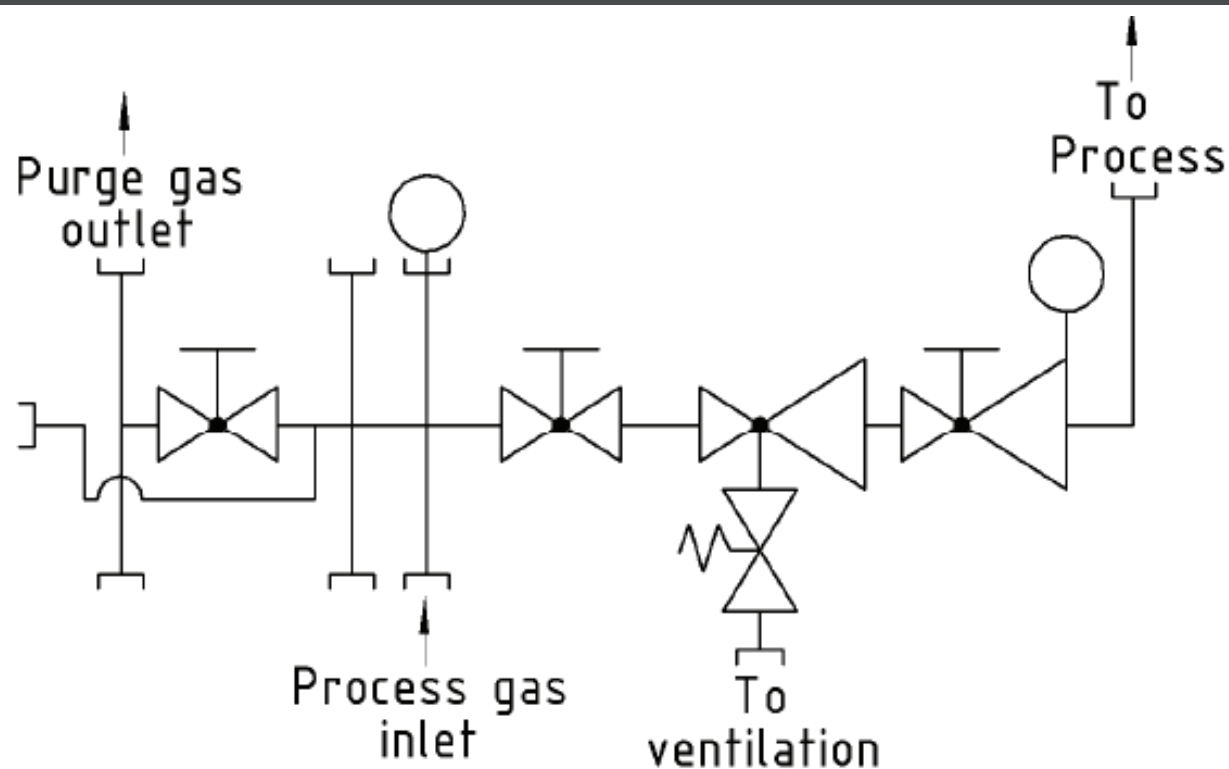 To
Process
Purge gas
outlet
Process gas
inlet
To
ventilation